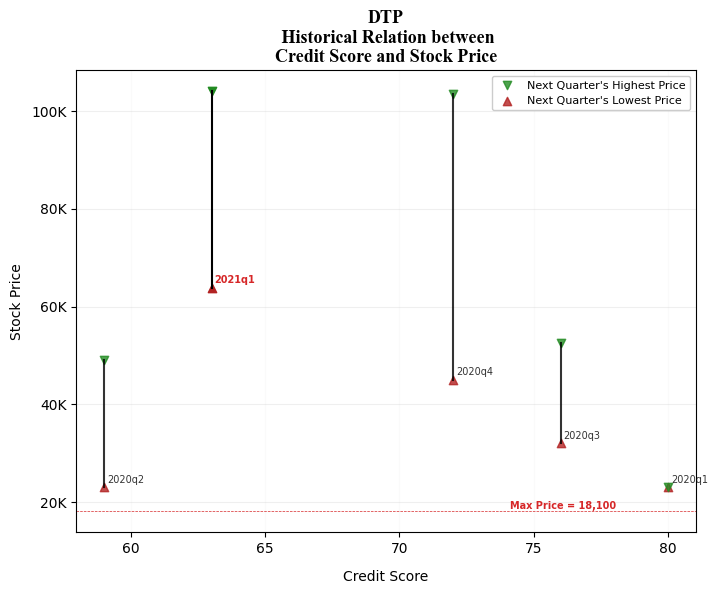 DTP
Historical Relation between
Credit Score and Stock Price
Next Quarter's Highest Price
Next Quarter's Lowest Price
100K
80K
60K
40K
20K
Stock Price
2021q1
2020q4
2020q3
2020q2
2020q1
Max Price = 18,100
60
65
70
75
80
Credit Score